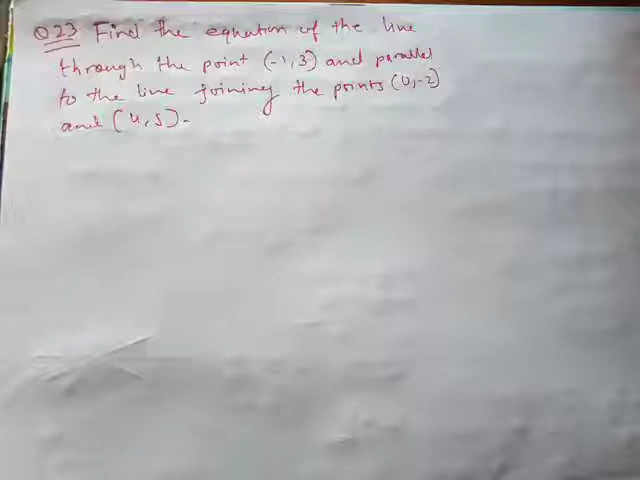 Q23 Find the equation of the line
through the point (-1,3) and parallel
to the line joining the points (0,-2)
and (4,5).